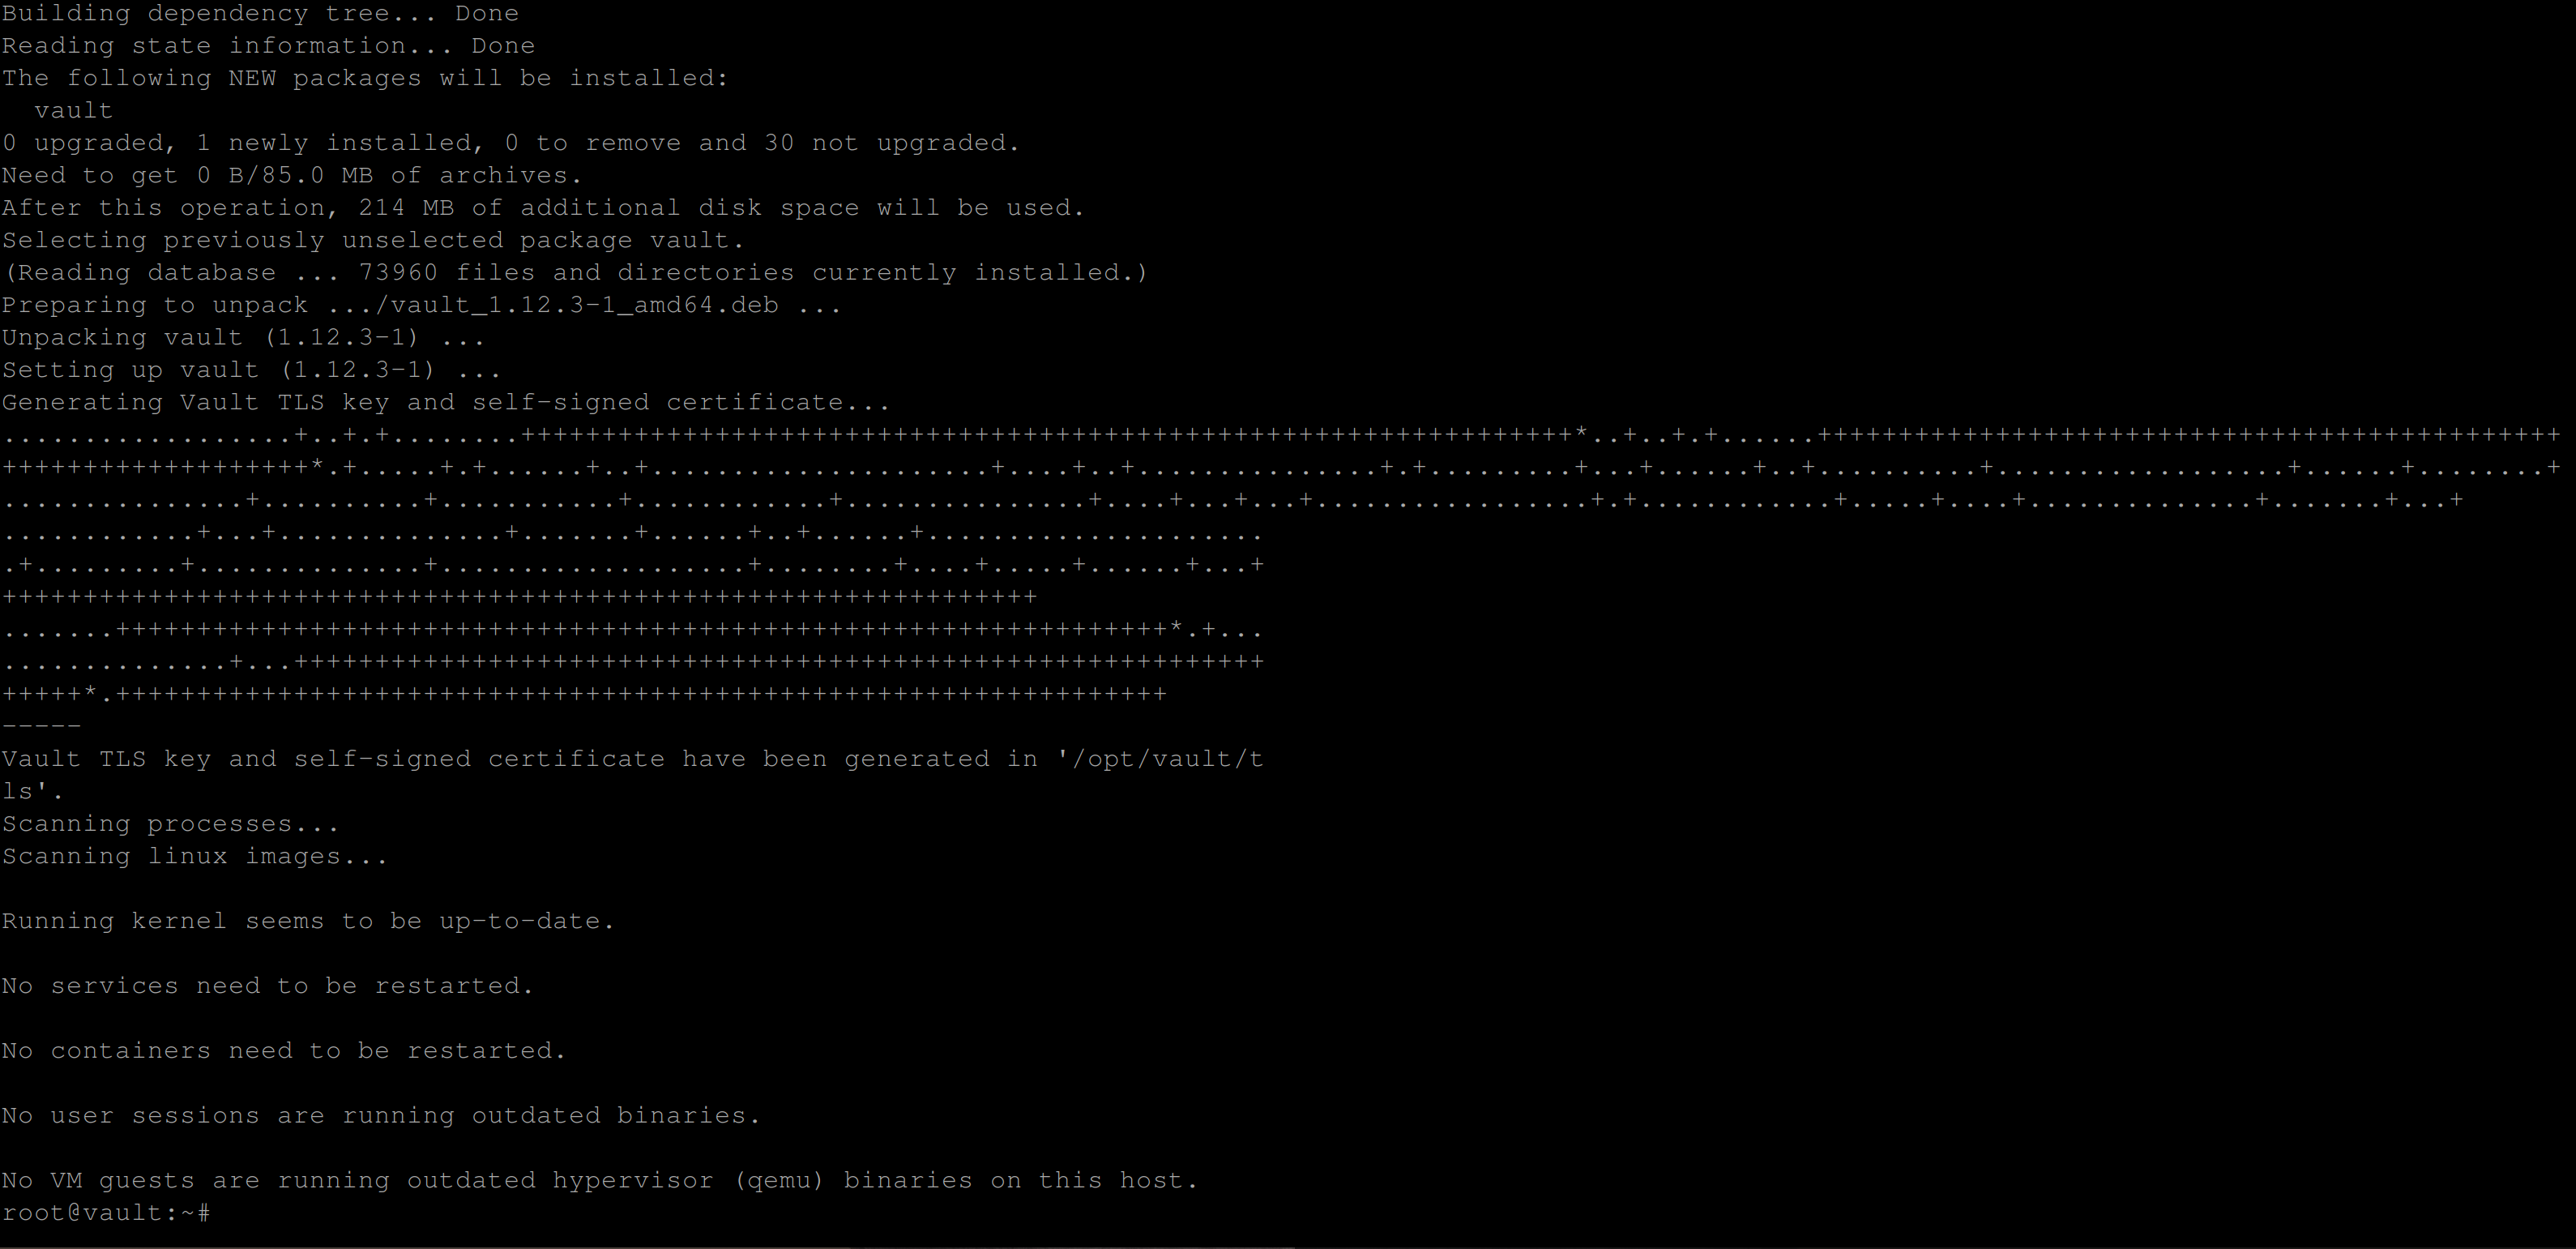 Building dependency tree... Done
Reading state information... Done
The following NEW packages will be installed:
  vault
0 upgraded, 1 newly installed, 0 to remove and 30 not upgraded.
Need to get 0 B/85.0 MB of archives.
After this operation, 214 MB of additional disk space will be used.
Selecting previously unselected package vault.
(Reading database ... 73960 files and directories currently installed.)
Preparing to unpack .../vault_1.12.3-1_amd64.deb ...
Unpacking vault (1.12.3-1) ...
Setting up vault (1.12.3-1) ...
Generating Vault TLS key and self-signed certificate...
..................+..+.+........+++++++++++++++++++++++++++++++++++++++++++++++++++++++++++++++++*..+..+.+......++++++++++++++++++++++++++++++++++++++++++++++
+++++++++++++++++++*.+.....+.+......+..+.....................+....+..+...............+.+.........+...+......+..+..........+..................+......+........+
...............+..........+...........+............+...............+....+...+...+.................+.+............+.....+....+..............+.......+...+
............+...+..............+.......+......+..+......+.....................
.+.........+..............+...................+........+....+.....+......+...+
++++++++++++++++++++++++++++++++++++++++++++++++++++++++++++++++
.......+++++++++++++++++++++++++++++++++++++++++++++++++++++++++++++++++*.+...
..............+...++++++++++++++++++++++++++++++++++++++++++++++++++++++++++++
+++++*.+++++++++++++++++++++++++++++++++++++++++++++++++++++++++++++++++
-----
Vault TLS key and self-signed certificate have been generated in '/opt/vault/t
ls'.
Scanning processes...
Scanning linux images...
Running kernel seems to be up-to-date.
No services need to be restarted.
No containers need to be restarted.
No user sessions are running outdated binaries.
No VM guests are running outdated hypervisor (qemu) binaries on this host.
root@vault:~#